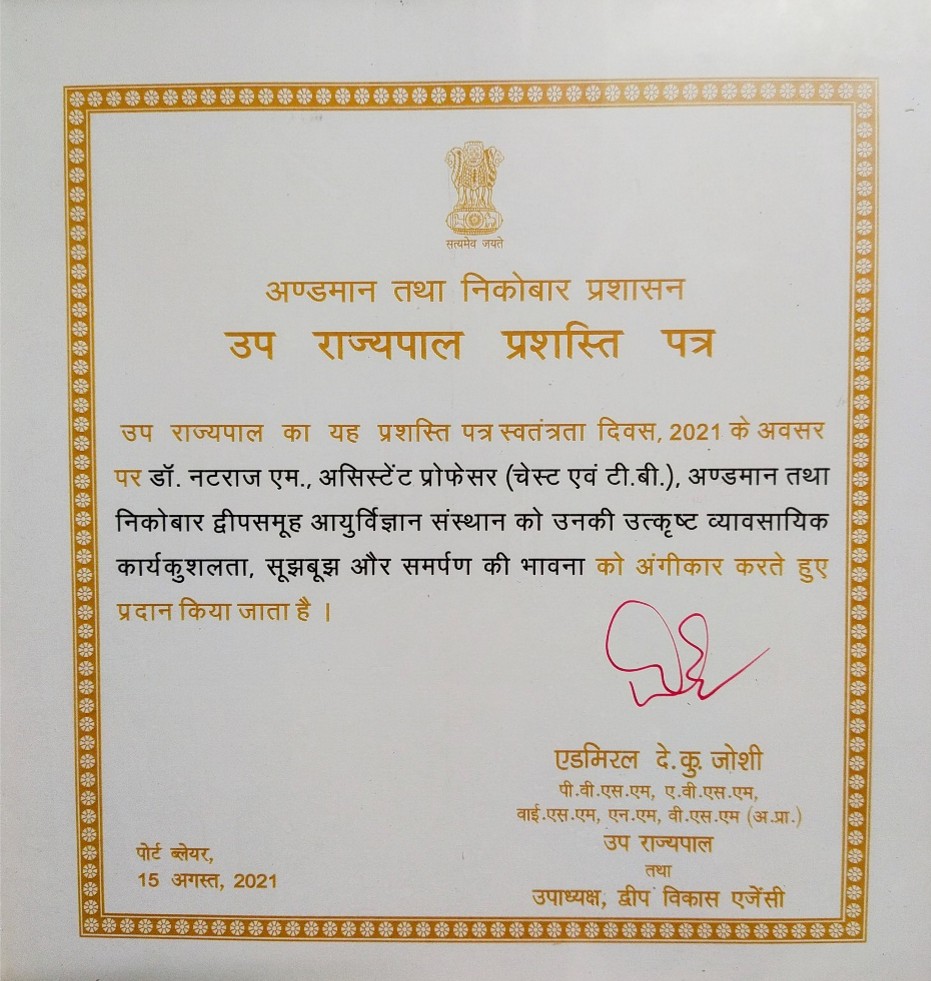 सत्यमेव जयते
अण्डमान तथा निकोबार प्रशासन
उप राज्यपाल प्रशस्ति पत्र
उप राज्यपाल का यह प्रशस्ति पत्र स्वतंत्रता दिवस, 2021 के अवसर
पर डॉ. नटराज एम., असिस्टेंट प्रोफेसर (चेस्ट एवं टी.बी.), अण्डमान तथा
निकोबार द्वीपसमूह आयुर्विज्ञान संस्थान को उनकी उत्कृष्ट व्यावसायिक
कार्यकुशलता, सूझबूझ और समर्पण की भावना को अंगीकार करते हुए
प्रदान किया जाता है ।
एडमिरल दे.कु. जोशी
पी.वी.एस.एम, ए.वी.एस.एम,
वाई.एस.एम, एन.एम, वी.एस.एम (अ.प्रा.)
उप राज्यपाल
तथा
उपाध्यक्ष, द्वीप विकास एजेंसी
पोर्ट ब्लेयर,
15 अगस्त, 2021